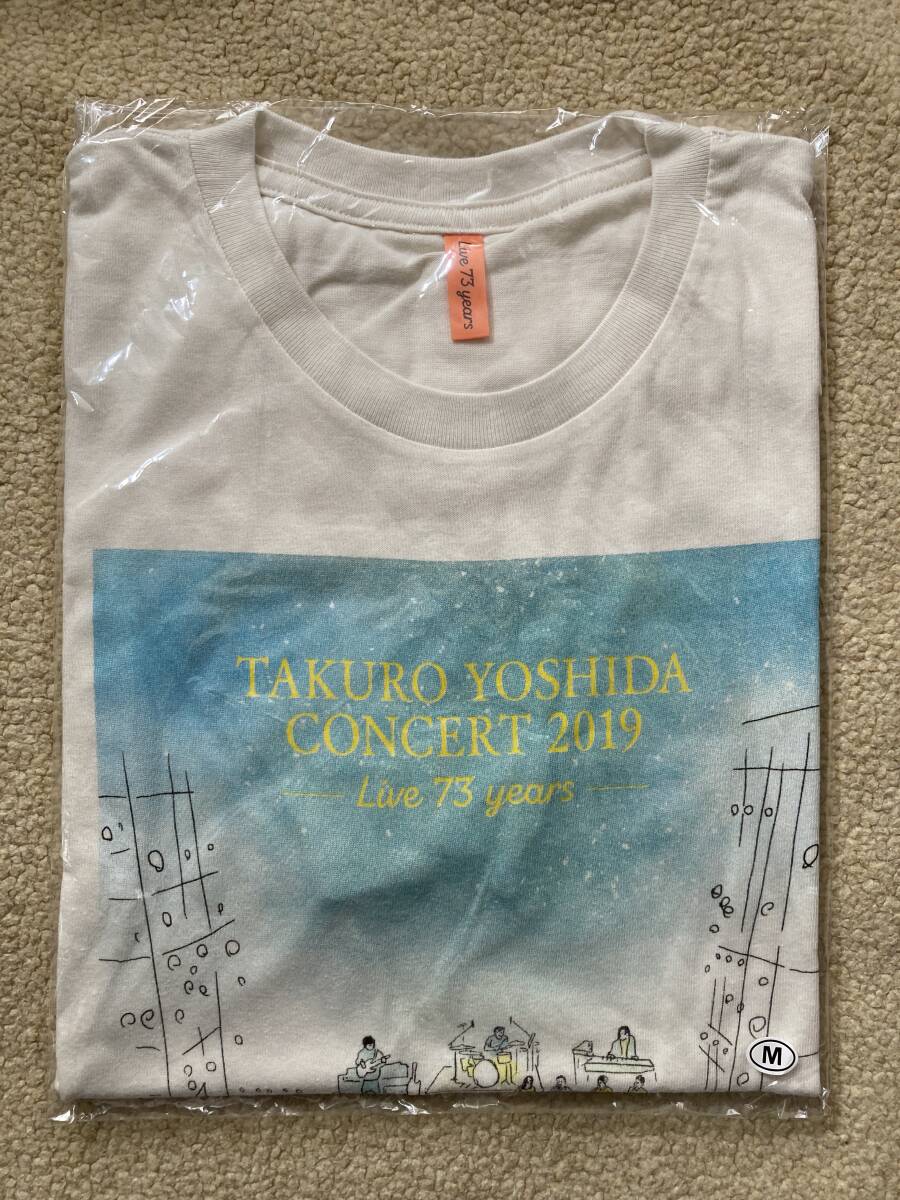 Live 73 years
TAKURO YOSHIDA
CONCERT 2019
Live 73 years
M